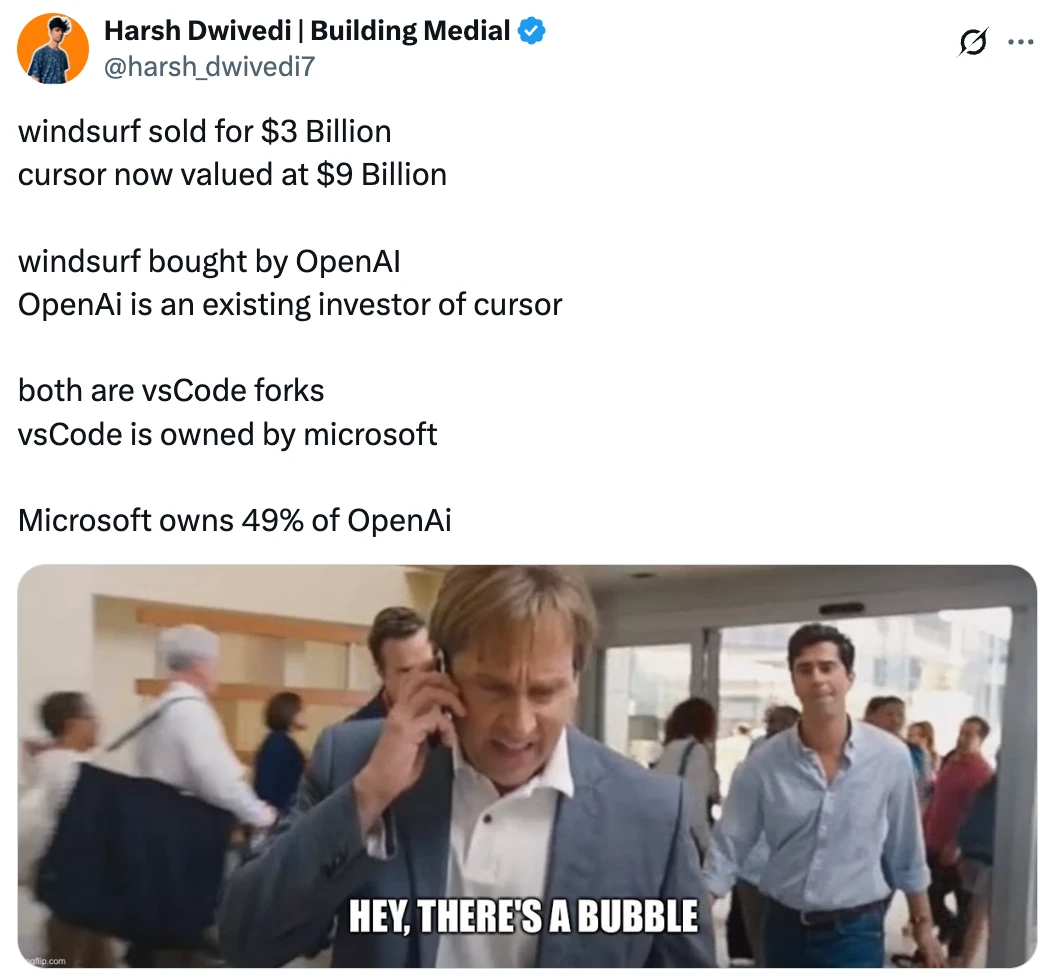 Harsh Dwivedi | Building Medial
@harsh_dwivedi7
windsurf sold for $3 Billion
cursor now valued at $9 Billion
windsurf bought by OpenAI
OpenAi is an existing investor of cursor
both are vsCode forks
vsCode is owned by microsoft
Microsoft owns 49% of OpenAi
HEY, THERE'S A BUBBLE
imgflip.com